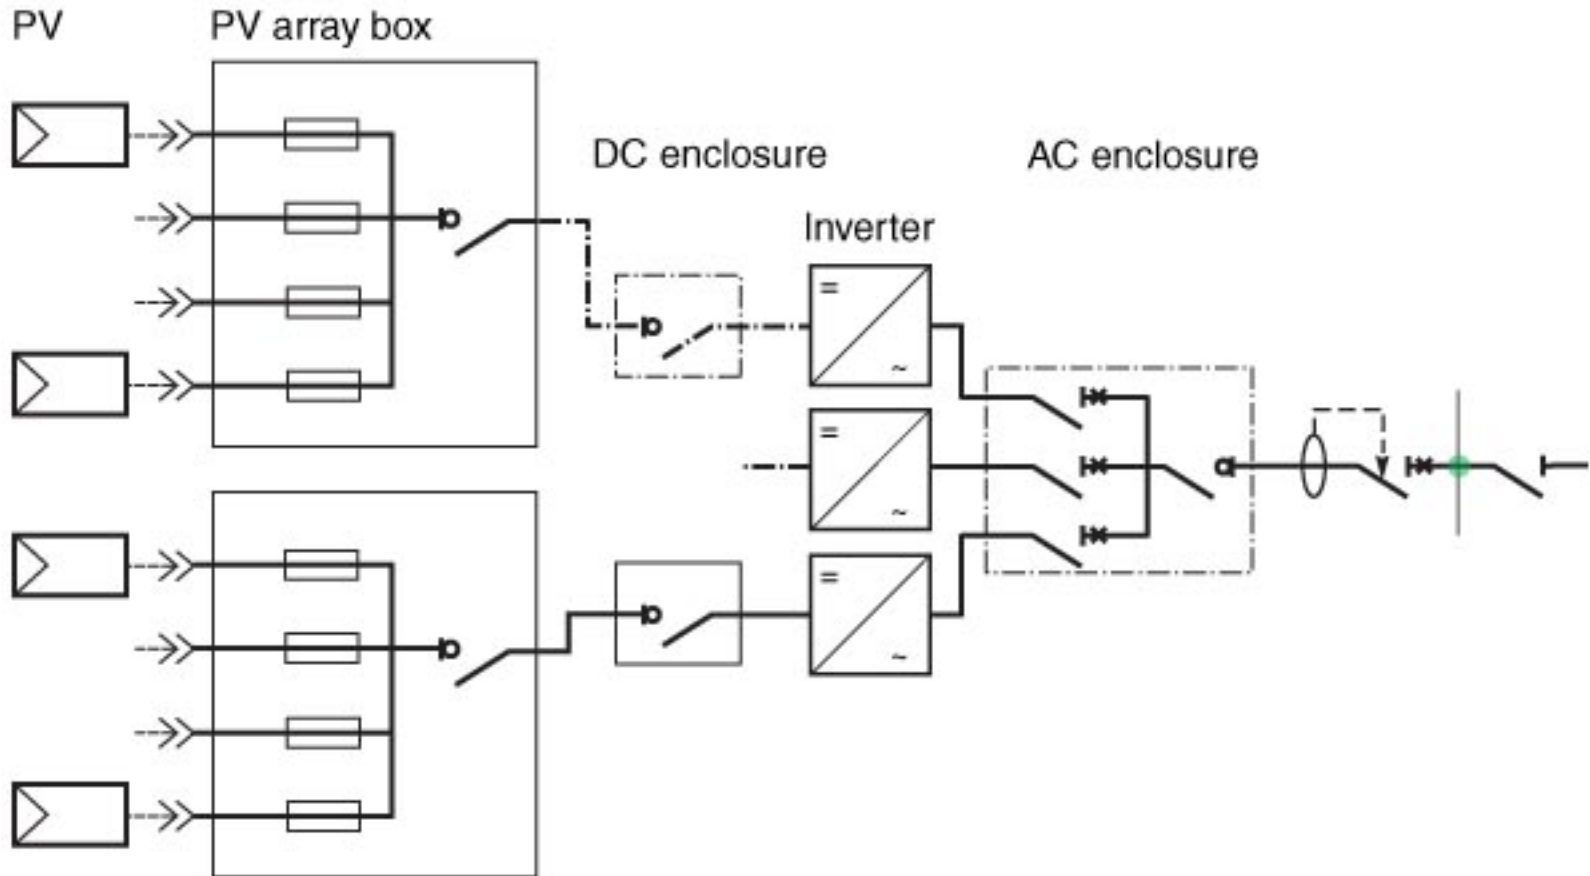 PV
PV array box
DC enclosure
AC enclosure
Inverter
=
~
=
~
=
~